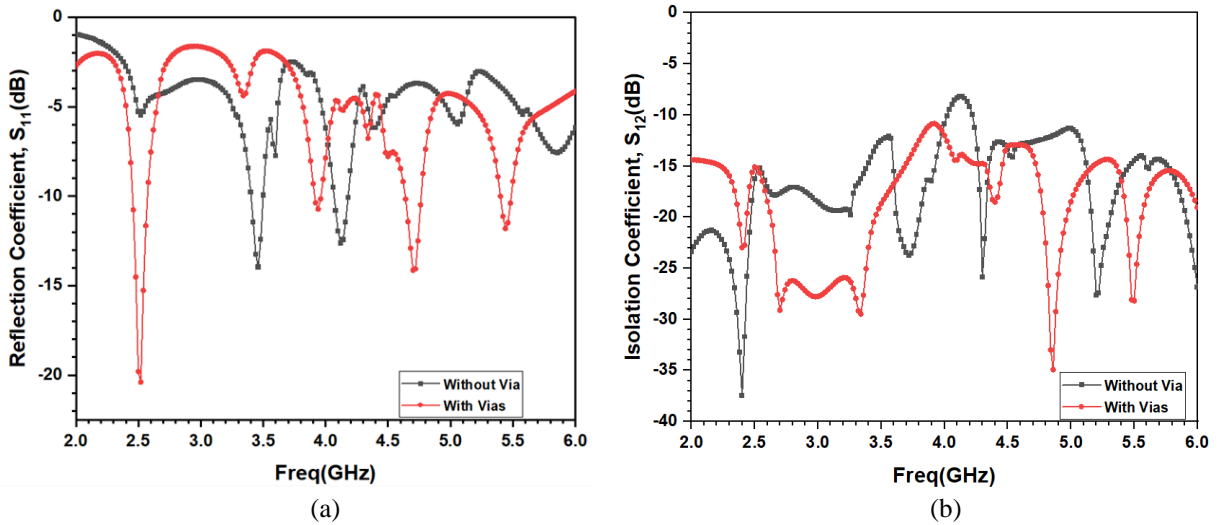 0
-5
-10
-15
-20
Reflection Coefficient, S11(dB)
Without Via
With Vias
2.0 2.5 3.0 3.5 4.0 4.5 5.0 5.5 6.0
Freq(GHz)
(a)
0
-5
-10
-15
-20
-25
-30
-35
-40
Isolation Coefficient, S12(dB)
Without Via
With Vias
2.0 2.5 3.0 3.5 4.0 4.5 5.0 5.5 6.0
Freq(GHz)
(b)